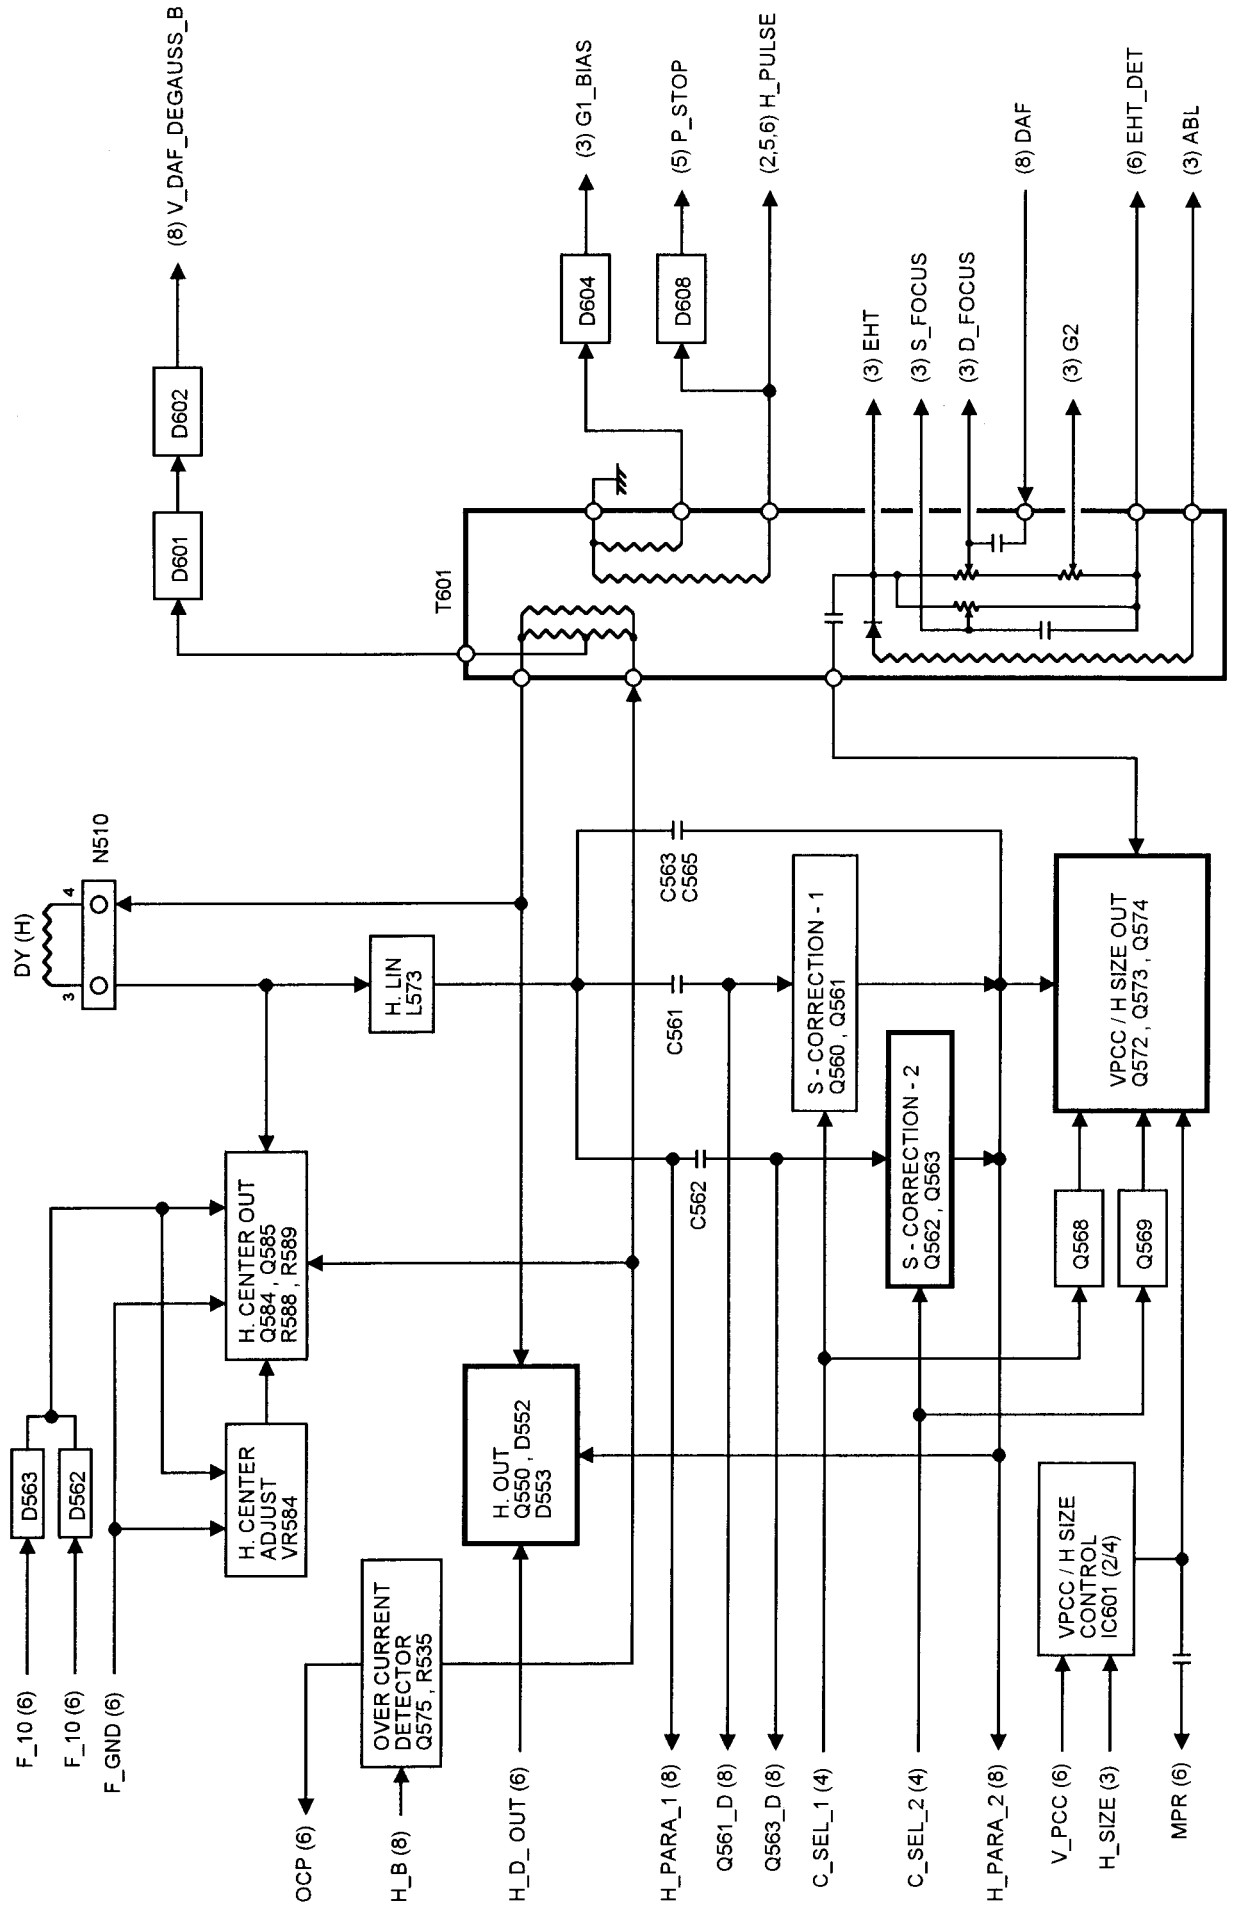 F_10 (6)
F_10 (6)
F_GND (6)
OCP (6)
H_B (8)
H_D_ OUT (6)
H_PARA_1 (8)
Q561_D (8)
Q563_D (8)
C_SEL_1 (4)
C_SEL_2 (4)
H_PARA_2 (8)
V_PCC (6)
H_SIZE (3)
MPR (6)
D563
D562
H. CENTER
ADJUST
VR584
OVER CURRENT
DETECTOR
Q575 , R535
H. CENTER OUT
Q584 , Q585
R588 , R589
H. OUT
Q550 , D552
D553
VPCC / H SIZE
CONTROL
IC601 (2/4)
Q568
Q569
C562
S - CORRECTION - 2
Q562 , Q563
S - CORRECTION - 1
Q560 , Q561
C561
C563
C565
H. LIN
L573
DY (H)
3
4
N510
VPCC / H SIZE OUT
Q572 , Q573 , Q574
T601
D601
D602
(8) V_DAF_DEGAUSS_B
D604
(3) G1_BIAS
D608
(5) P_STOP
(2,5,6) H_PULSE
(3) EHT
(3) S_FOCUS
(3) D_FOCUS
(8) DAF
(3) G2
(6) EHT_DET
(3) ABL